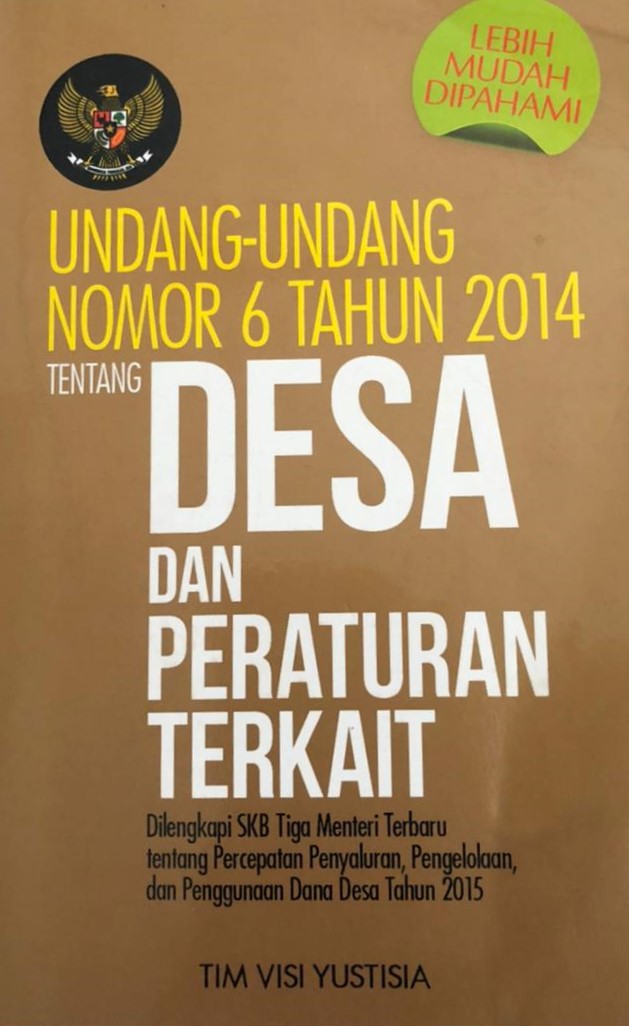 LEBIH
MUDAH
DIPAHAMI
UNDANG-UNDANG
NOMOR 6 TAHUN 2014
TENTANG DESA
DAN
PERATURAN
TERKAIT
Dilengkapi SKB Tiga Menteri Terbaru
tentang Percepatan Penyaluran, Pengelolaan,
dan Penggunaan Dana Desa Tahun 2015
TIM VISI YUSTISIA